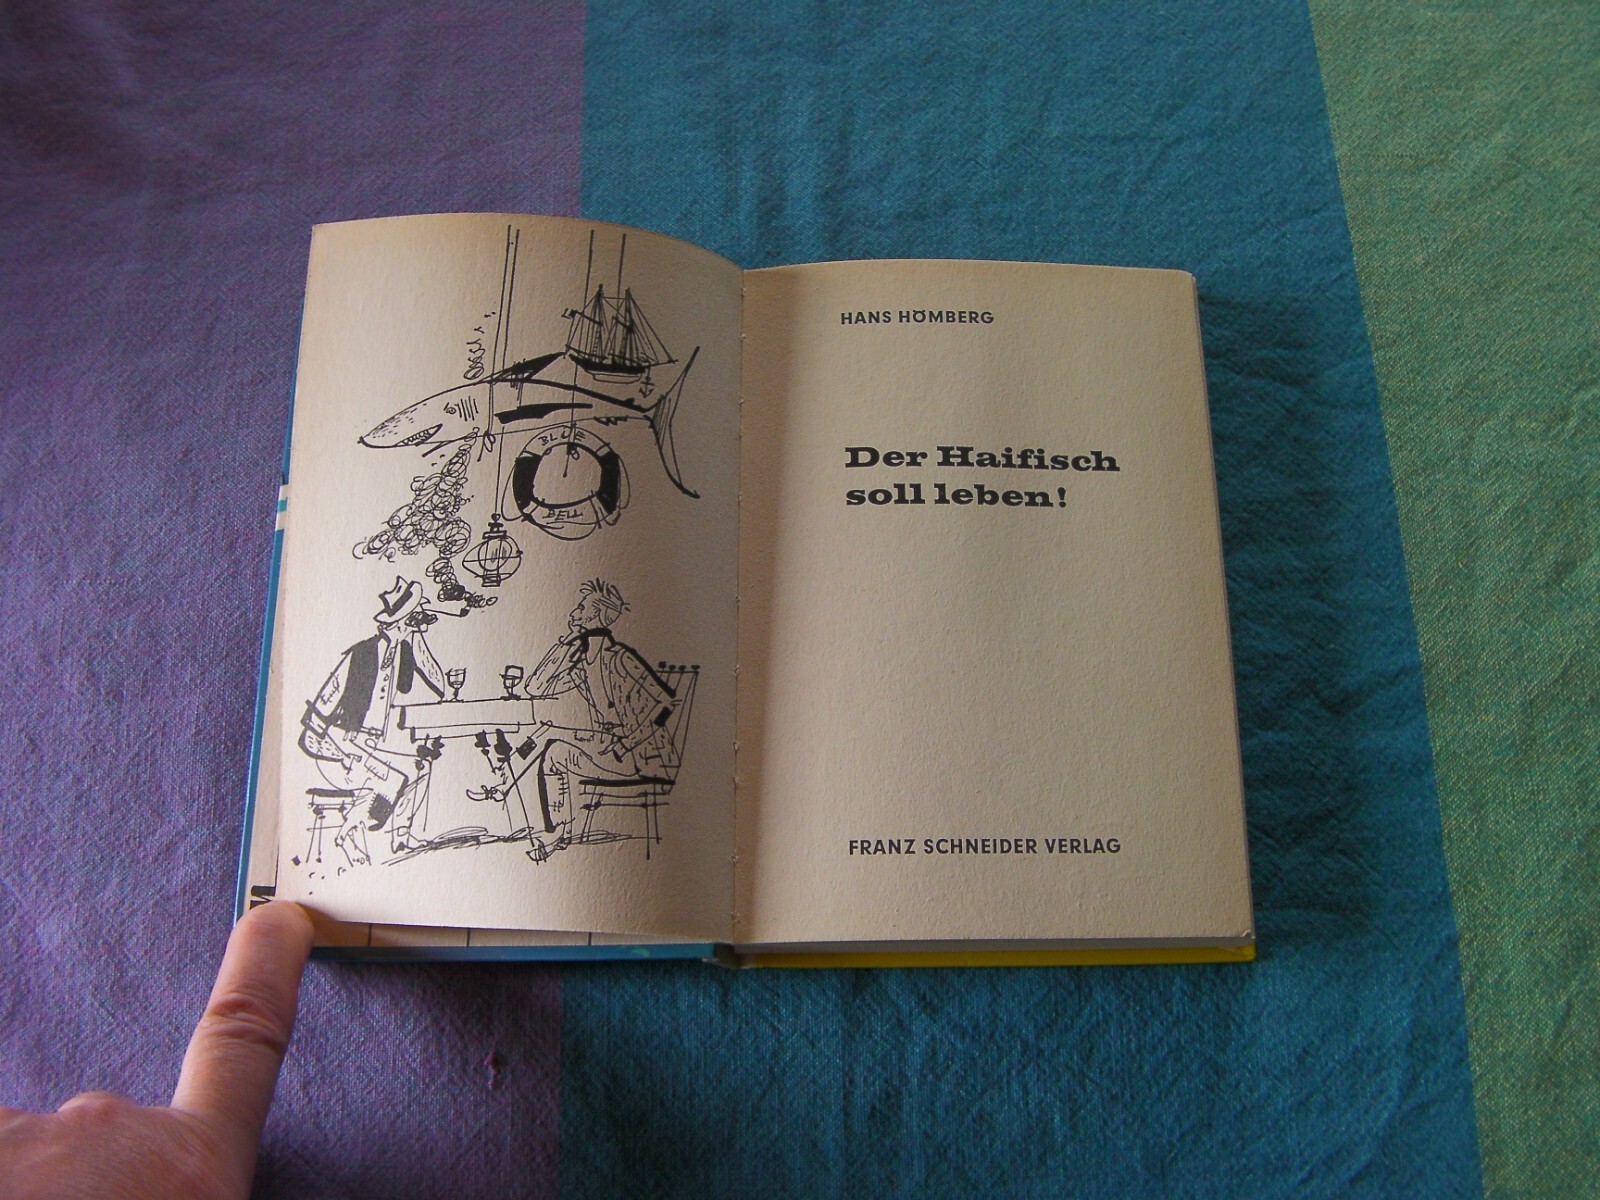 BLUE
BELL
HANS HÖMBERG
Der Haifisch
soll leben!
FRANZ SCHNEIDER VERLAG